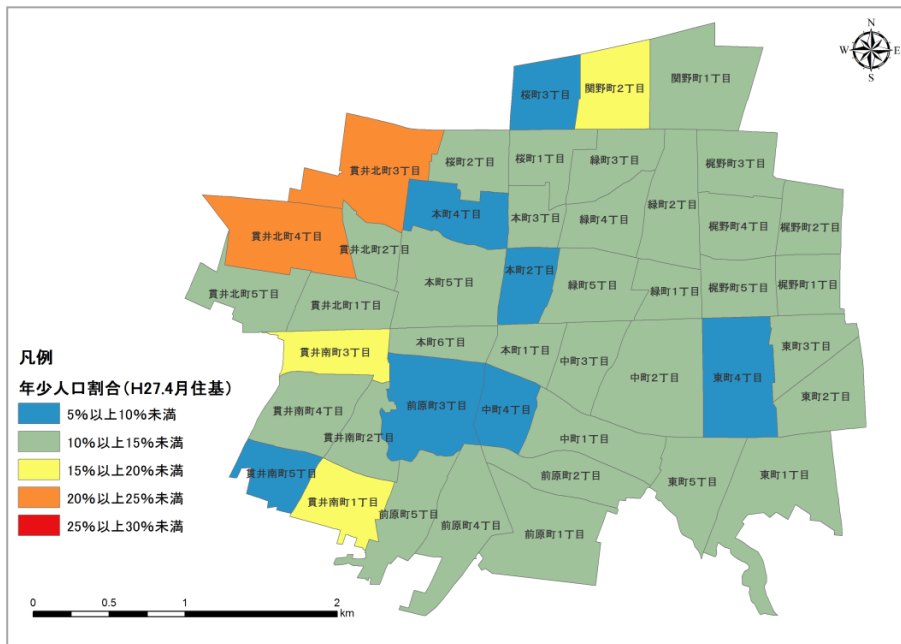 N
W
E
S
関野町1丁目
関野町2丁目
桜町3丁目
貫井北町3丁目
桜町2丁目
桜町1丁目
緑町3丁目
梶野町3丁目
本町4丁目
本町3丁目
緑町4丁目
緑町2丁目
梶野町4丁目
梶野町2丁目
貫井北町4丁目
貫井北町2丁目
本町5丁目
本町2丁目
緑町5丁目
緑町1丁目
梶野町5丁目
梶野町1丁目
貫井北町5丁目
貫井北町1丁目
貫井南町3丁目
本町6丁目
本町1丁目
中町3丁目
中町2丁目
東町4丁目
東町3丁目
東町2丁目
貫井南町4丁目
貫井南町2丁目
前原町3丁目
中町4丁目
中町1丁目
貫井南町5丁目
貫井南町1丁目
前原町5丁目
前原町4丁目
前原町2丁目
前原町1丁目
東町5丁目
東町1丁目
凡例
年少人口割合(H27.4月住基)
5%以上10%未満
10%以上15%未満
15%以上20%未満
20%以上25%未満
25%以上30%未満
0 0.5 1 2
km